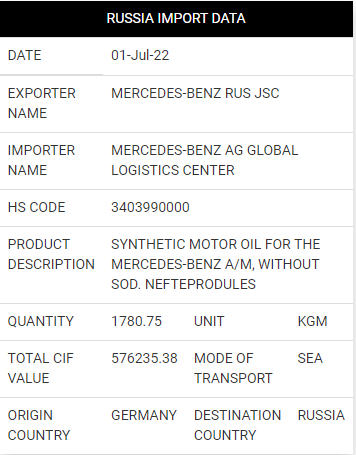 RUSSIA IMPORT DATA
DATE 01-Jul-22
EXPORTER MERCEDES-BENZ RUS JSC
NAME
IMPORTER MERCEDES-BENZ AG GLOBAL
NAME LOGISTICS CENTER
HS CODE 3403990000
PRODUCT SYNTHETIC MOTOR OIL FOR THE
DESCRIPTION MERCEDES-BENZ A/M, WITHOUT
SOD. NEFTEPRODULES
QUANTITY 1780.75 UNIT KGM
TOTAL CIF 576235.38 MODE OF SEA
VALUE TRANSPORT
ORIGIN GERMANY DESTINATION RUSSIA
COUNTRY COUNTRY